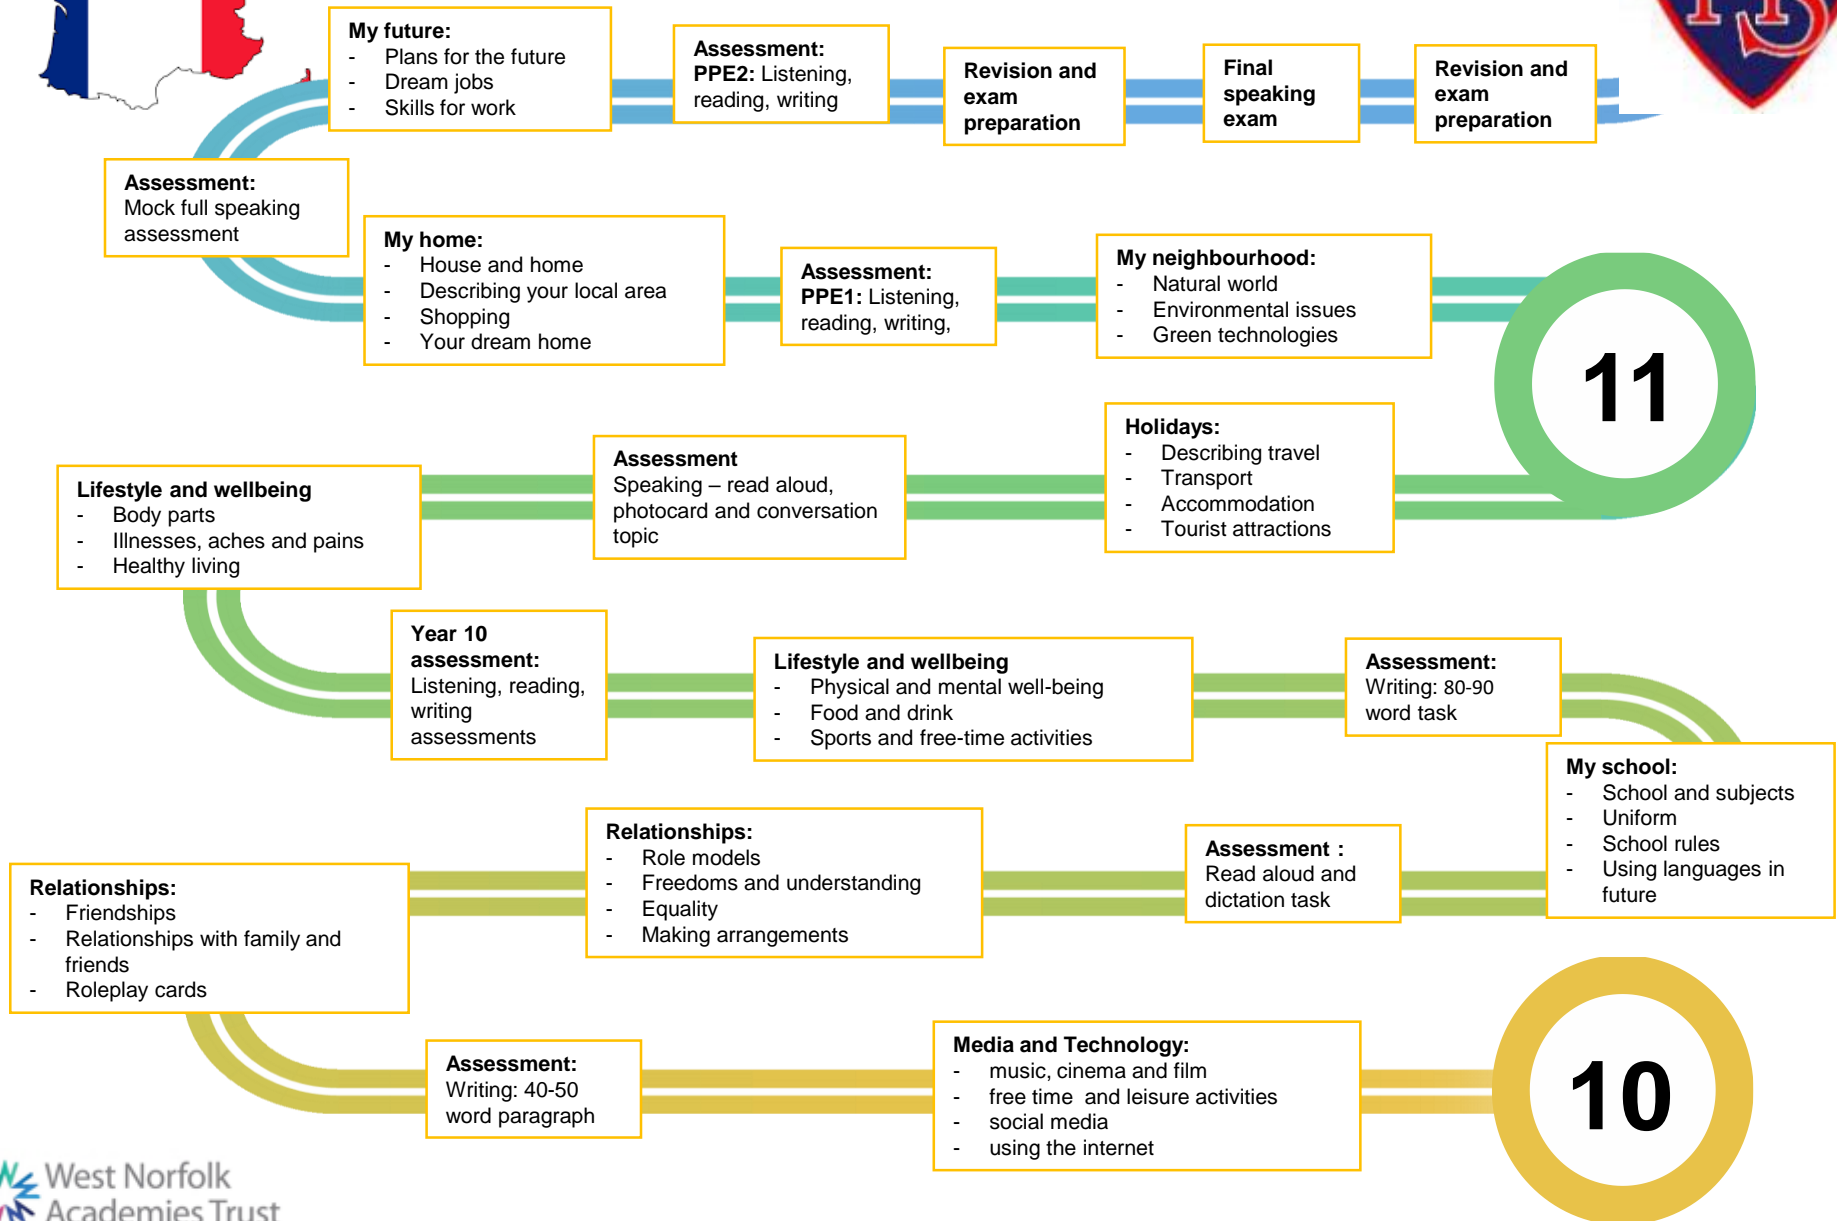 My future:
- Plans for the future
- Dream jobs
- Skills for work
Assessment:
PPE2: Listening,
reading, writing
Revision and
exam
preparation
Final
speaking
exam
Revision and
exam
preparation
Assessment:
Mock full speaking
assessment
My home:
- House and home
- Describing your local area
- Shopping
- Your dream home
Assessment:
PPE1: Listening,
reading, writing,
My neighbourhood:
- Natural world
- Environmental issues
- Green technologies
11
Lifestyle and wellbeing
- Body parts
- Illnesses, aches and pains
- Healthy living
Assessment
Speaking – read aloud,
photocard and conversation
topic
Holidays:
- Describing travel
- Transport
- Accommodation
- Tourist attractions
Year 10
assessment:
Listening, reading,
writing
assessments
Lifestyle and wellbeing
- Physical and mental well-being
- Food and drink
- Sports and free-time activities
Assessment:
Writing: 80-90
word task
My school:
- School and subjects
- Uniform
- School rules
- Using languages in
future
Relationships:
- Friendships
- Relationships with family and
friends
- Roleplay cards
Relationships:
- Role models
- Freedoms and understanding
- Equality
- Making arrangements
Assessment :
Read aloud and
dictation task
Assessment:
Writing: 40-50
word paragraph
Media and Technology:
- music, cinema and film
- free time  and leisure activities
- social media
- using the internet
10
West Norfolk
Academies Trust